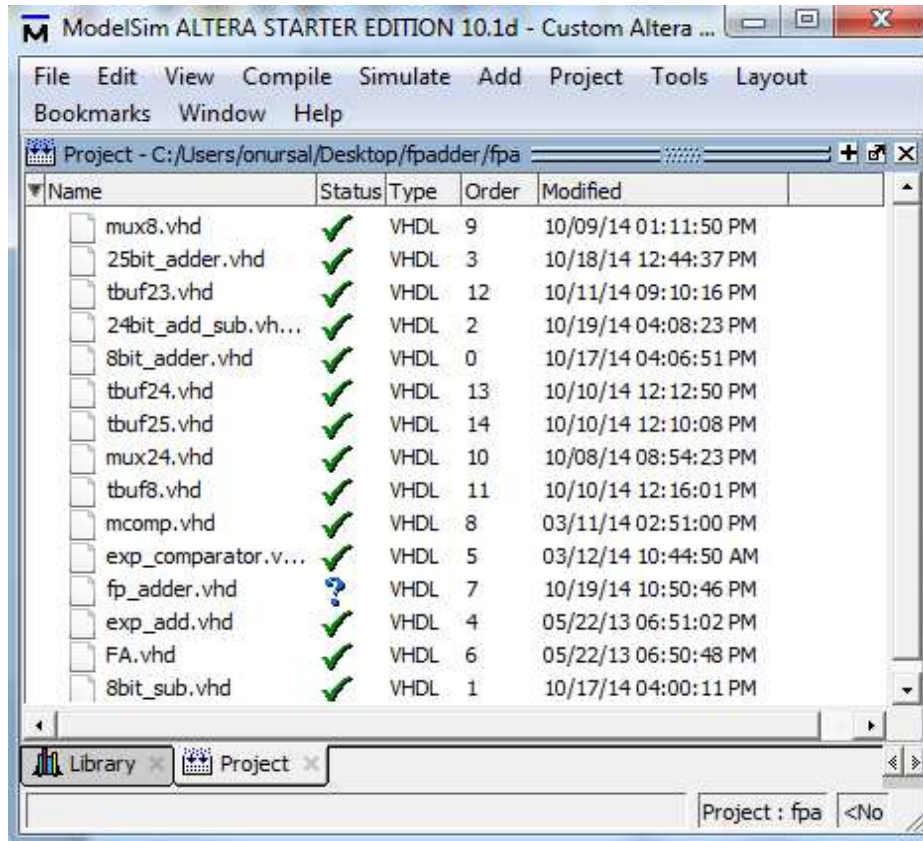 ModelSim ALTERA STARTER EDITION 10.1d - Custom Altera ...
File Edit View Compile Simulate Add Project Tools Layout
Bookmarks Window Help
Project - C:/Users/onursal/Desktop/fpadder/fpa
Name Status Type Order Modified
mux8.vhd VHDL 9 10/09/14 01:11:50 PM
25bit_adder.vhd VHDL 3 10/18/14 12:44:37 PM
tbuf23.vhd VHDL 12 10/11/14 09:10:16 PM
24bit_add_sub.vh... VHDL 2 10/19/14 04:08:23 PM
8bit_adder.vhd VHDL 0 10/17/14 04:06:51 PM
tbuf24.vhd VHDL 13 10/10/14 12:12:50 PM
tbuf25.vhd VHDL 14 10/10/14 12:10:08 PM
mux24.vhd VHDL 10 10/08/14 08:54:23 PM
tbuf8.vhd VHDL 11 10/10/14 12:16:01 PM
mcomp.vhd VHDL 8 03/11/14 02:51:00 PM
exp_comparator.v... VHDL 5 03/12/14 10:44:50 AM
fp_adder.vhd ? VHDL 7 10/19/14 10:50:46 PM
exp_add.vhd VHDL 4 05/22/13 06:51:02 PM
FA.vhd VHDL 6 05/22/13 06:50:48 PM
8bit_sub.vhd VHDL 1 10/17/14 04:00:11 PM
Library Project
Project : fpa <No